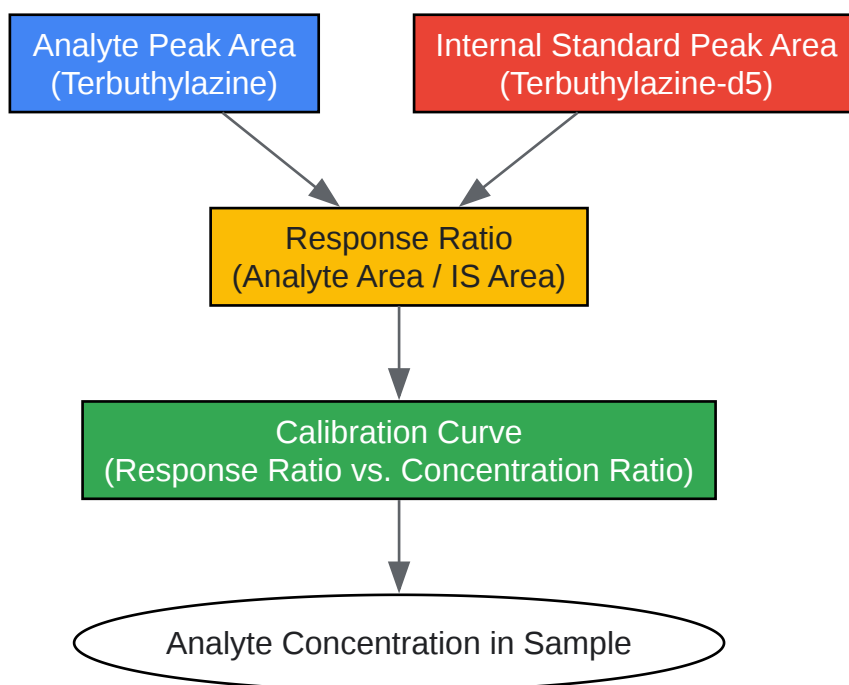 Analyte Peak Area
(Terbuthylazine)
Internal Standard Peak Area
(Terbuthylazine-d5)
Response Ratio
(Analyte Area / IS Area)
Calibration Curve
(Response Ratio vs. Concentration Ratio)
Analyte Concentration in Sample